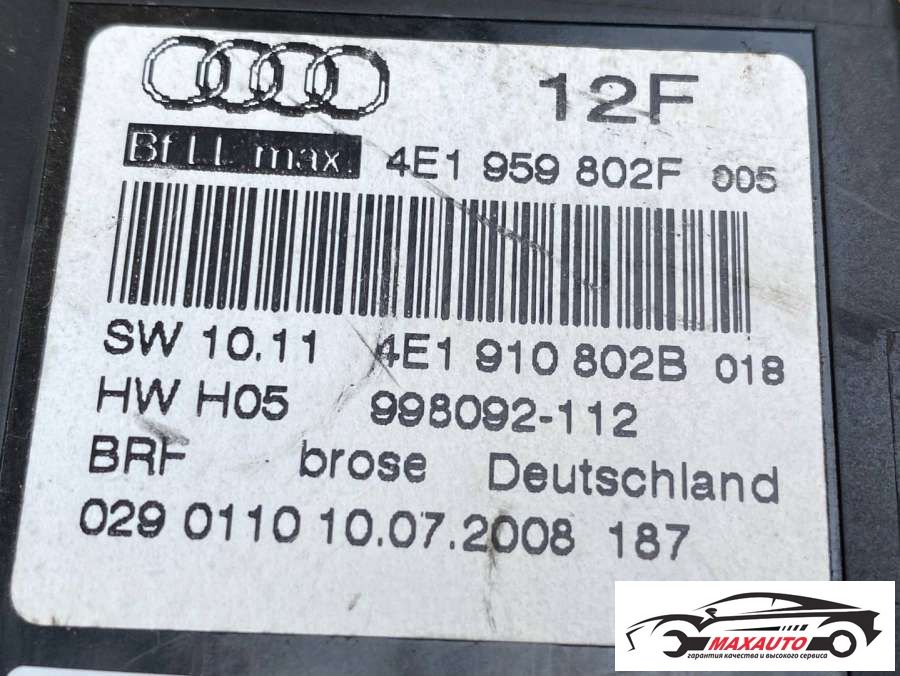 12F
Bf LL max. 4E1 959 802F 005
SW 10.11 4E1 910 802B 018
HW H05 998092-112
BRF brose Deutschland
029 0110 10.07.2008 187
MAXAUTO
гарантия качества и высокого сервиса